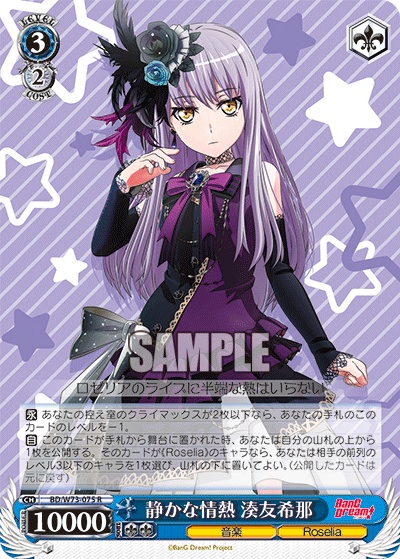 LEVEL
3
2
COST
SAMPLE
ロゼリアのライブに半端な熱はいらない
永 あなたの控え室のクライマックスが2枚以下なら、あなたの手札のこの
カードのレベルを－1。
自 このカードが手札から舞台に置かれた時、あなたは自分の山札の上から
1枚を公開する。そのカードが《Roselia》のキャラなら、あなたは相手の前列の
レベル3以下のキャラを1枚選び、山札の下に置いてよい。（公開したカードは
元に戻す）
CH
BD/W73-075 R
10000
静かな情熱 湊友希那
BanG Dream!
音楽
Roselia
©BanG Dream! Project